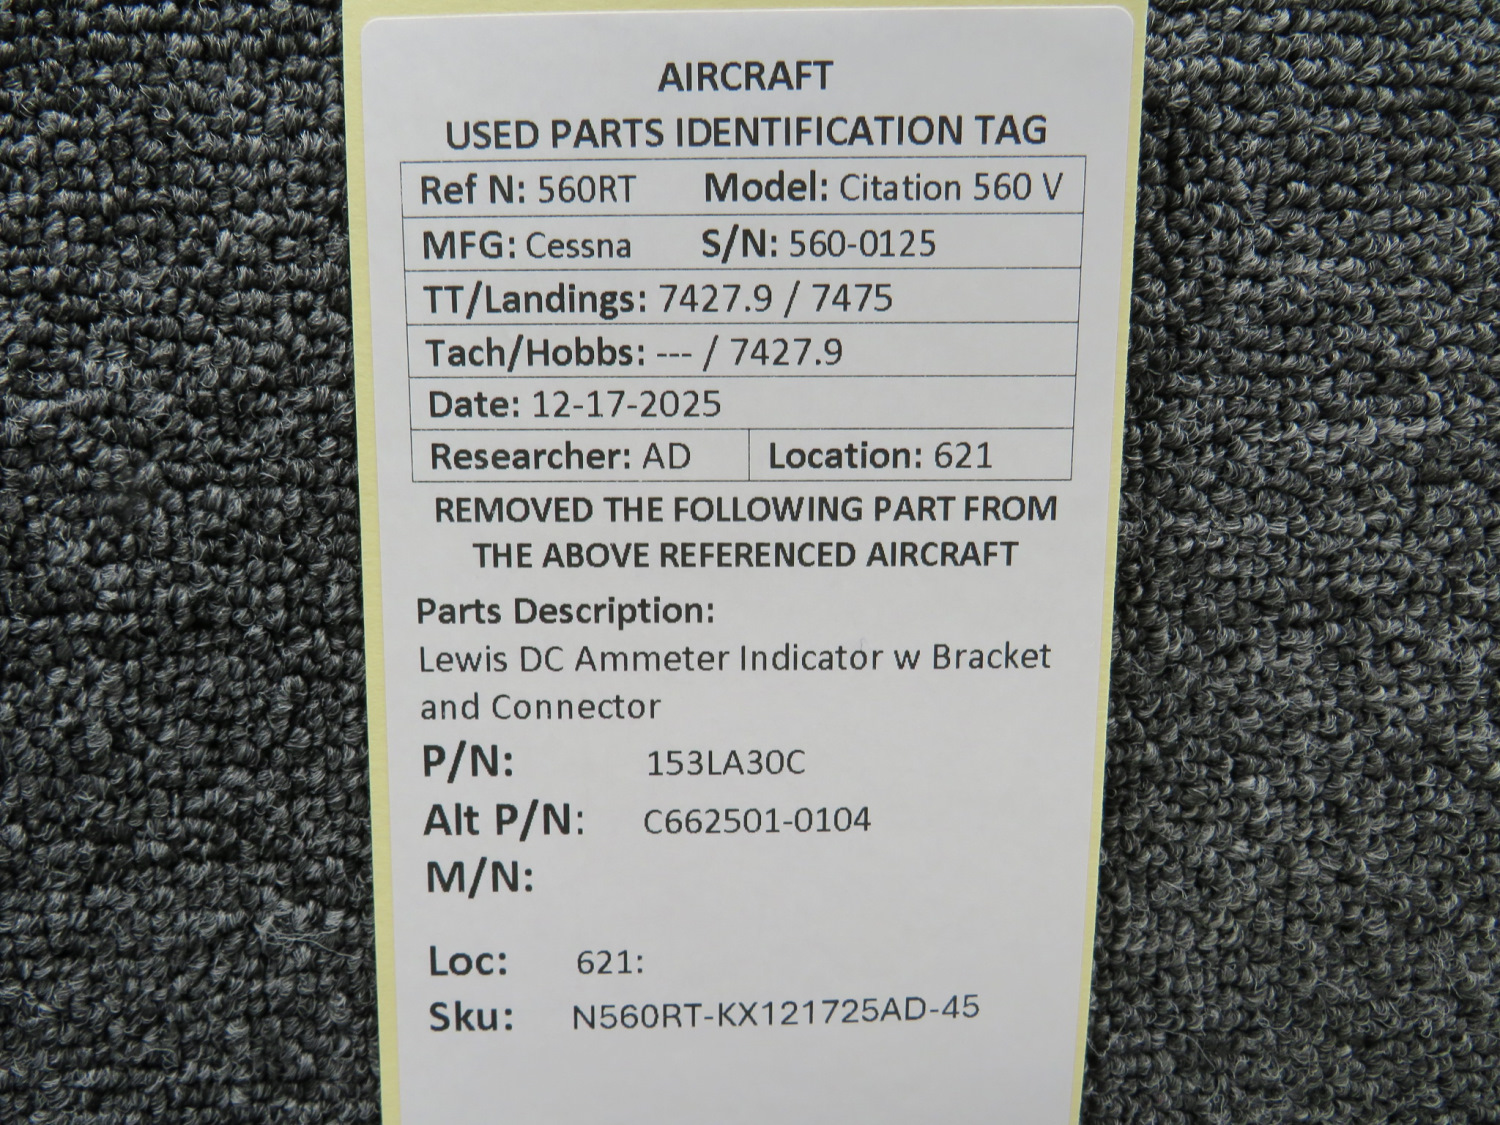 AIRCRAFT
USED PARTS IDENTIFICATION TAG
Ref N: 560RT Model: Citation 560 V
MFG: Cessna S/N: 560-0125
TT/Landings: 7427.9 / 7475
Tach/Hobbs: --- / 7427.9
Date: 12-17-2025
Researcher: AD Location: 621
REMOVED THE FOLLOWING PART FROM
THE ABOVE REFERENCED AIRCRAFT
Parts Description:
Lewis DC Ammeter Indicator w Bracket
and Connector
P/N: 153LA30C
Alt P/N: C662501-0104
M/N:
Loc: 621:
Sku: N560RT-KX121725AD-45